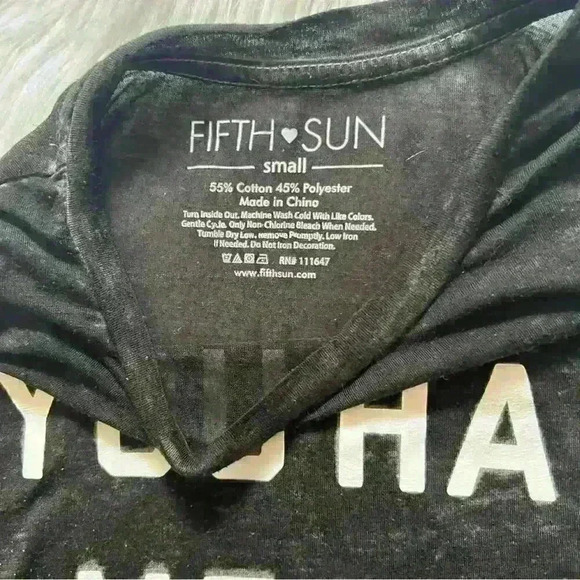 FIFTH SUN
small
55% Cotton 45% Polyester
Made in China
Turn Inside Out. Machine Wash Cold With Like Colors.
Gentle Cycle. Only Non-Chlorine Bleach When Needed.
Tumble Dry Low. Remove Promptly. Low Iron
If Needed. Do Not Iron Decoration.
RN# 111647
www.fifthsun.com
YOU HA